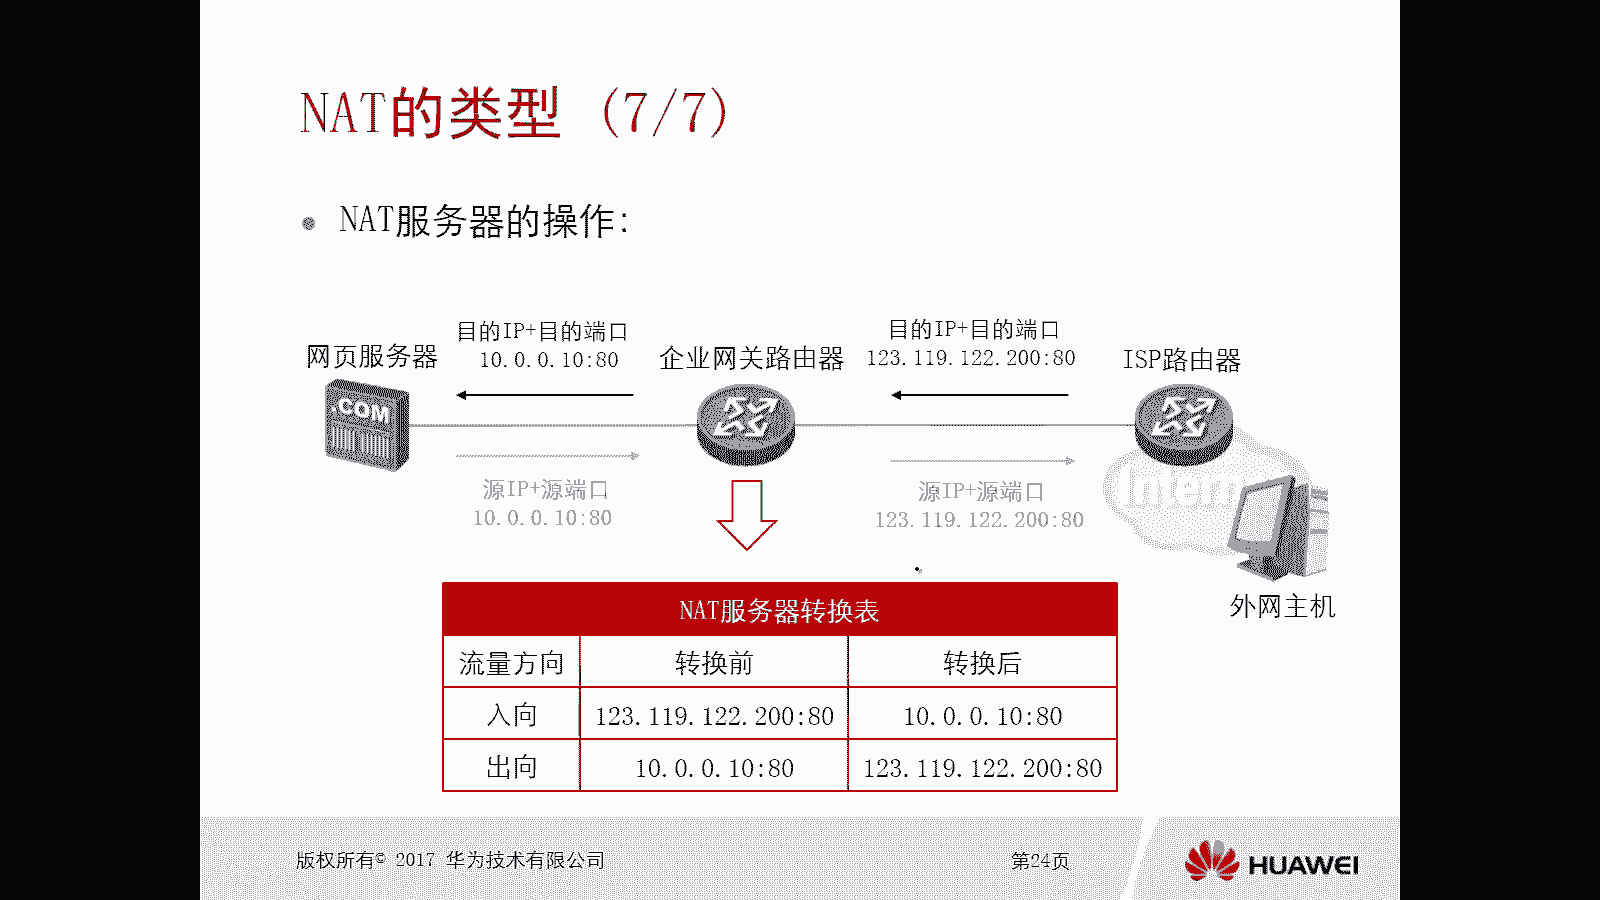 NAT的类型 (7/7)
NAT服务器的操作:
网页服务器
目的IP+目的端口
10.0.0.10:80
企业网关路由器
目的IP+目的端口
123.119.122.200:80
ISP路由器
.COM
源IP+源端口
10.0.0.10:80
源IP+源端口
123.119.122.200:80
外网主机
NAT服务器转换表
流量方向 转换前 转换后
入向 123.119.122.200:80 10.0.0.10:80
出向 10.0.0.10:80 123.119.122.200:80
版权所有© 2017 华为技术有限公司
第24页
HUAWEI